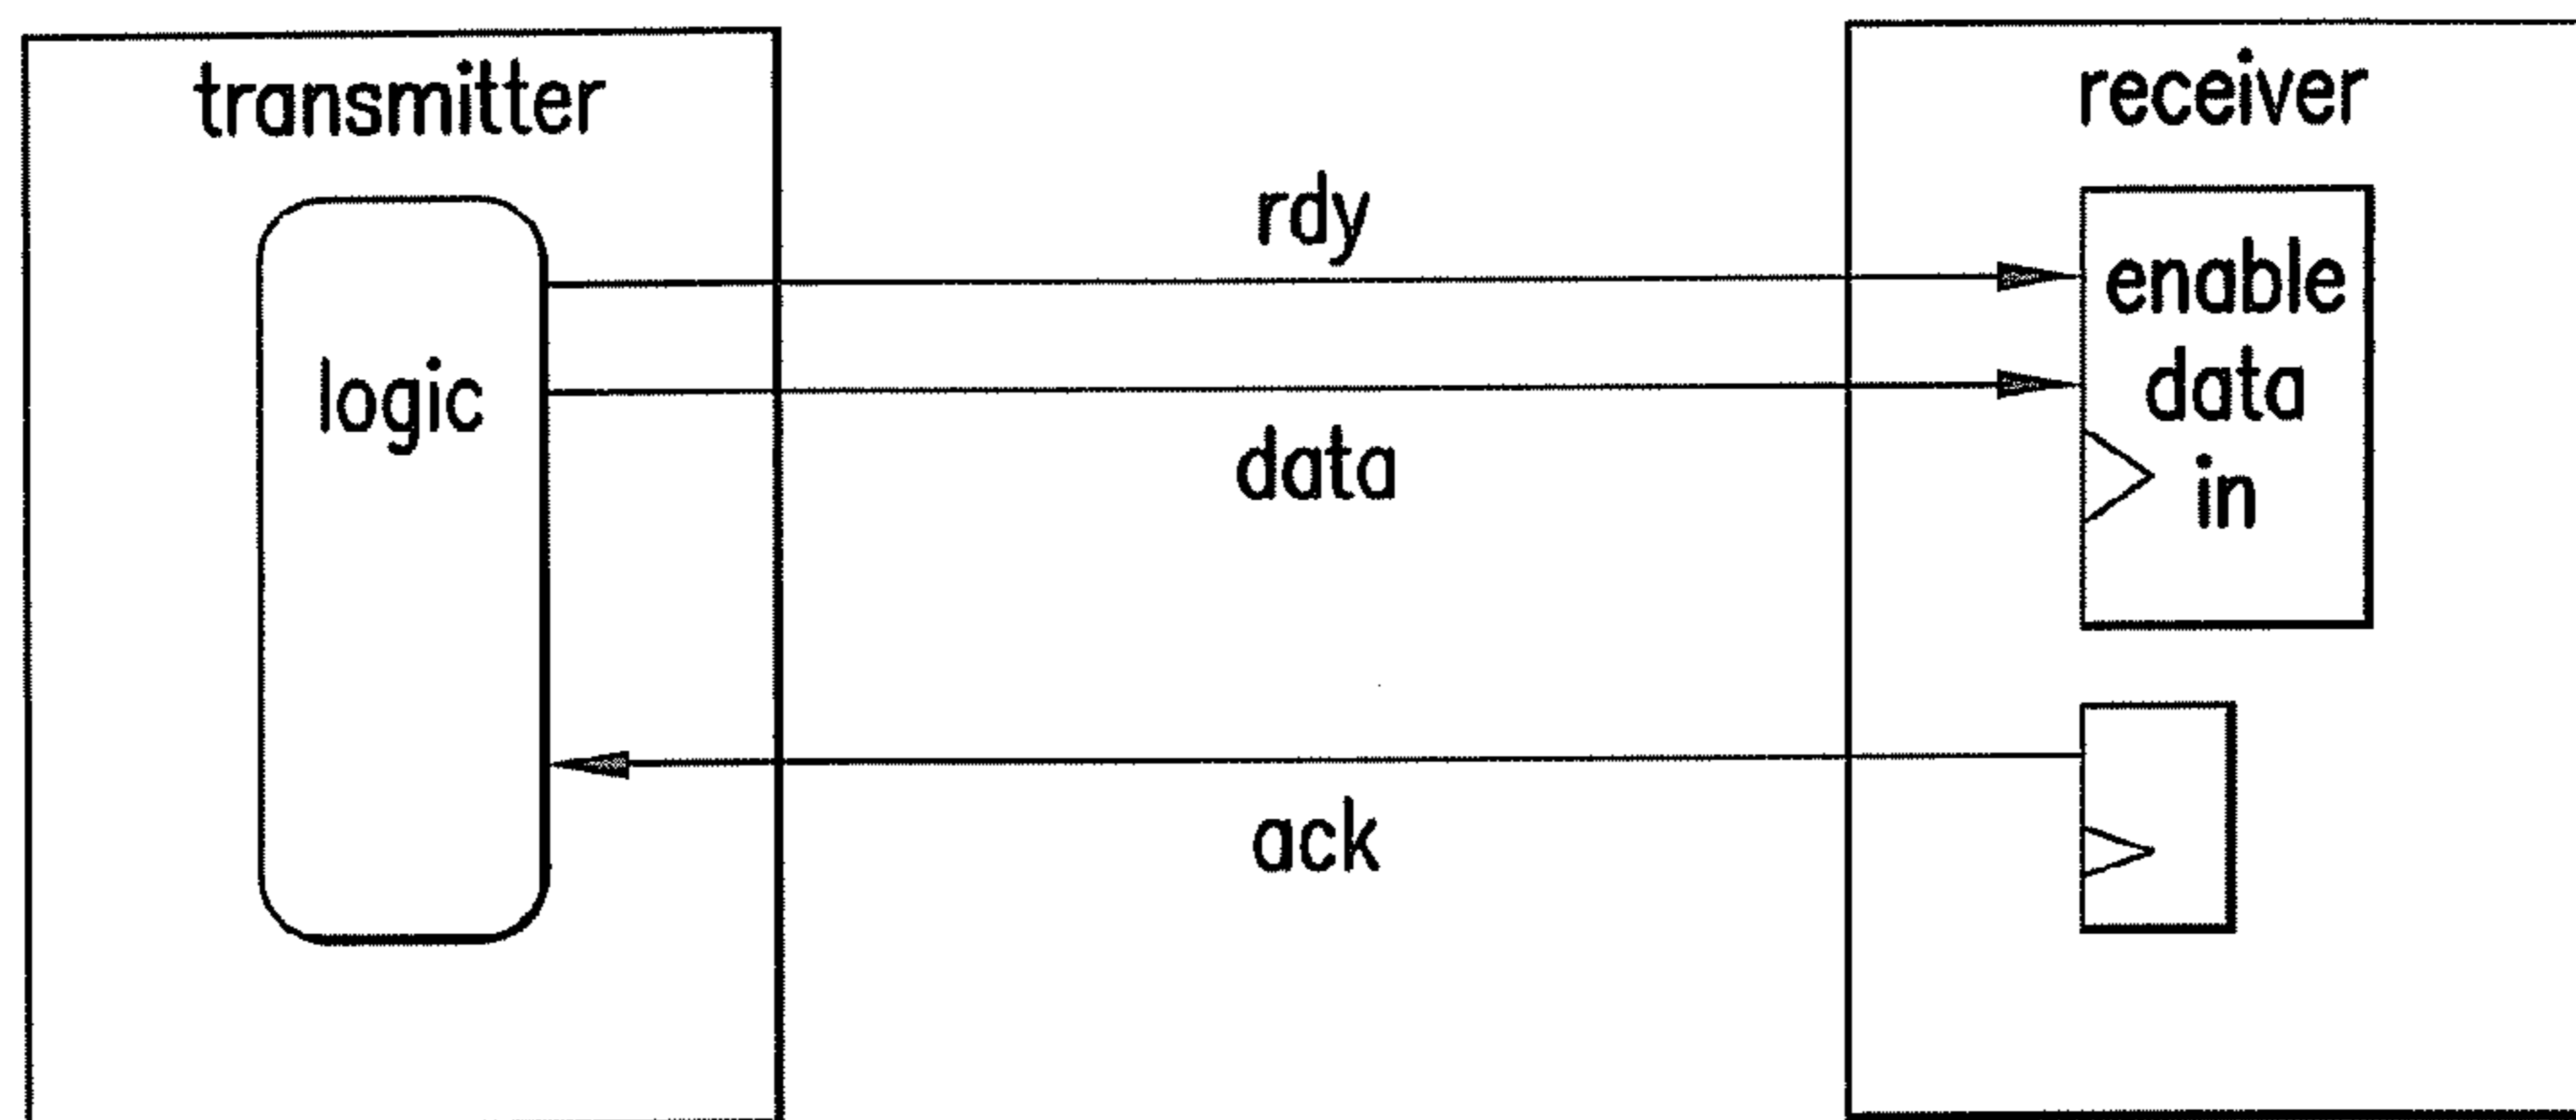 transmitter
receiver
rdy
enable
data
in
logic
data
ack